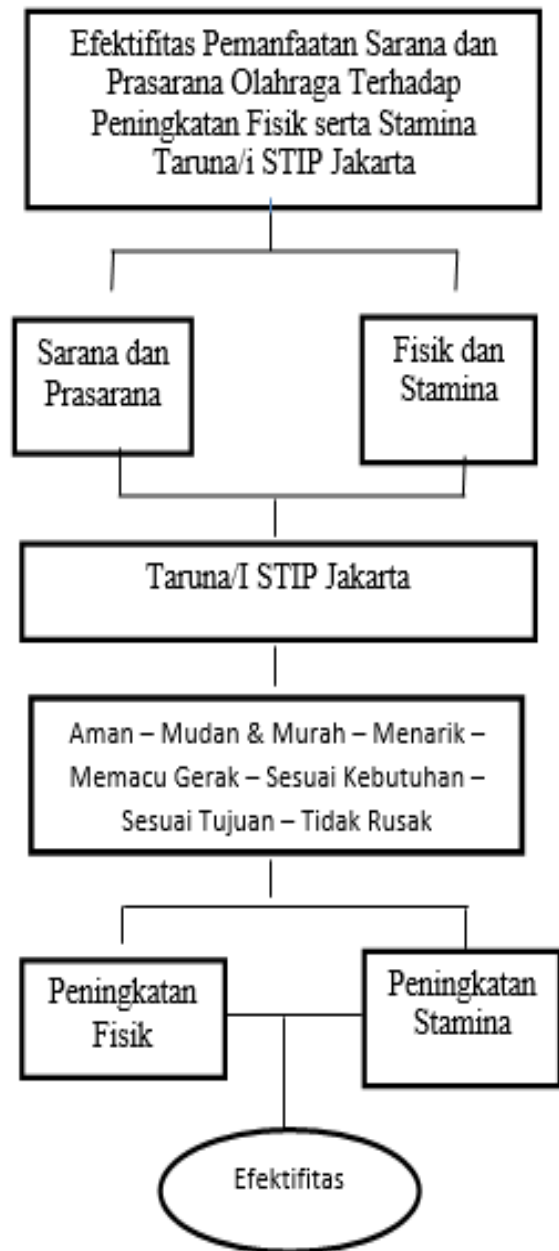 Efektifitas Pemanfaatan Sarana dan
Prasarana Olahraga Terhadap
Peningkatan Fisik serta Stamina
Taruna/i STIP Jakarta
Sarana dan
Prasarana
Fisik dan
Stamina
Taruna/I STIP Jakarta
Aman – Mudan & Murah – Menarik –
Memacu Gerak – Sesuai Kebutuhan –
Sesuai Tujuan – Tidak Rusak
Peningkatan
Fisik
Peningkatan
Stamina
Efektifitas